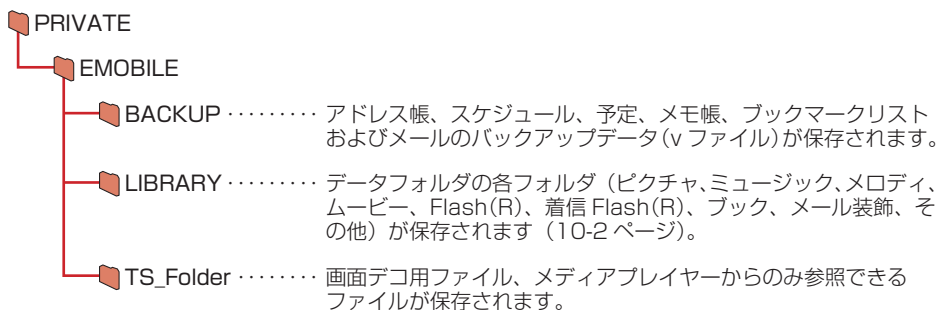 PRIVATE
EMOBILE
BACKUP ········· アドレス帳、スケジュール、予定、メモ帳、ブックマークリスト
およびメールのバックアップデータ(v ファイル)が保存されます。
LIBRARY ········· データフォルダの各フォルダ(ピクチャ、ミュージック、メロディ、
ムービー、Flash(R)、着信 Flash(R)、ブック、メール装飾、そ
の他)が保存されます(10-2 ページ)。
TS_Folder ········ 画面デコ用ファイル、メディアプレイヤーからのみ参照できる
ファイルが保存されます。